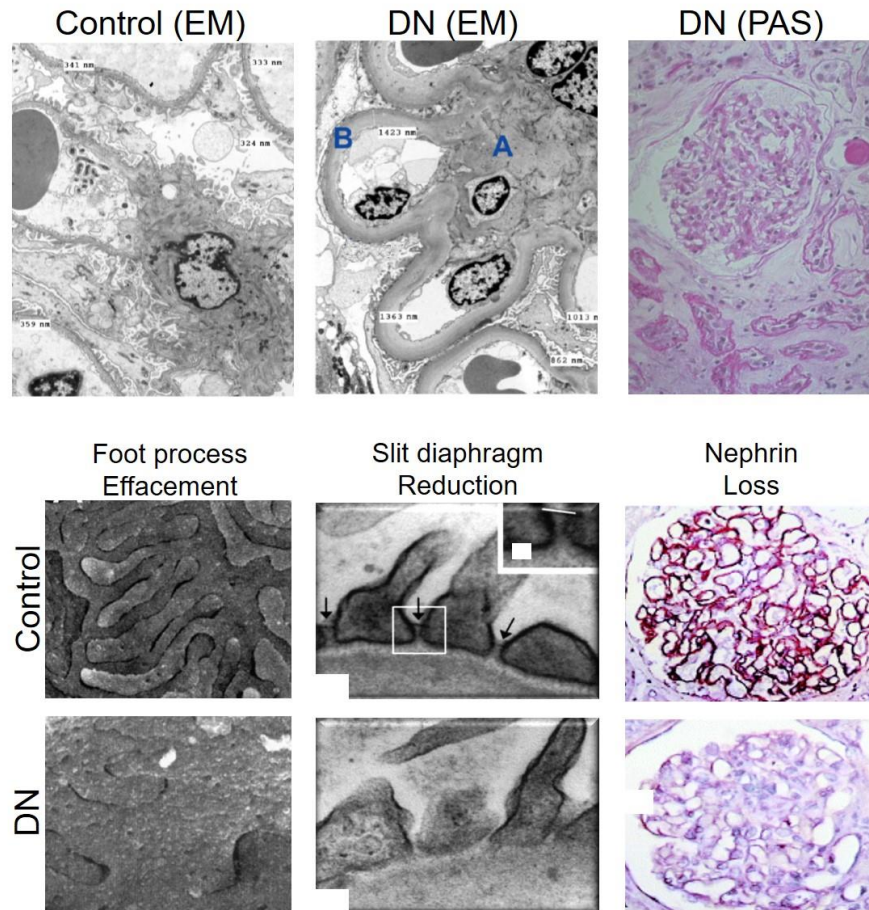 Control (EM)
DN (EM)
DN (PAS)
341 nm
333 nm
324 nm
359 nm
B
1423 nm
A
1363 nm
1013 n
862 nm
Foot process
Effacement
Slit diaphragm
Reduction
Nephrin
Loss
Control
DN